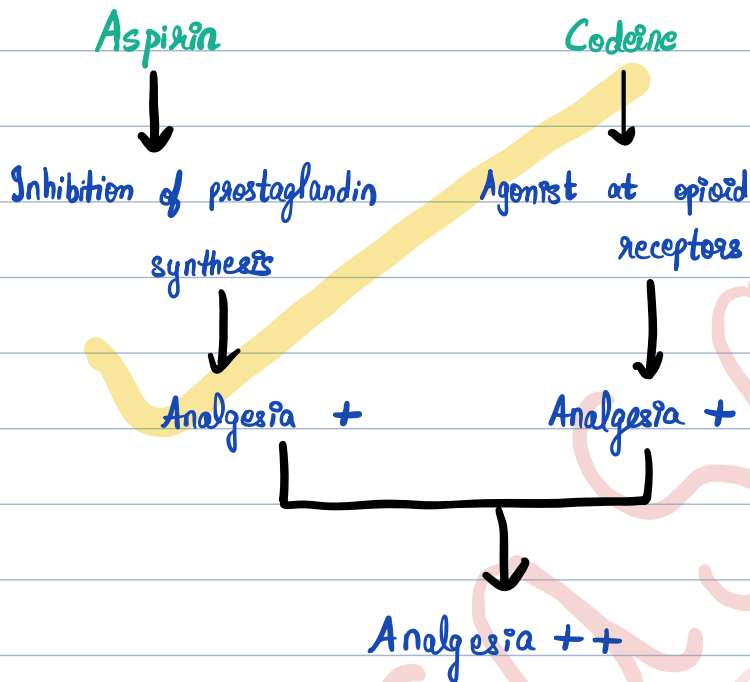 Aspirin Codeine
Inhibition of prostaglandin Agonist at opioid
synthesis receptors
Analgesia + Analgesia +
Analgesia ++